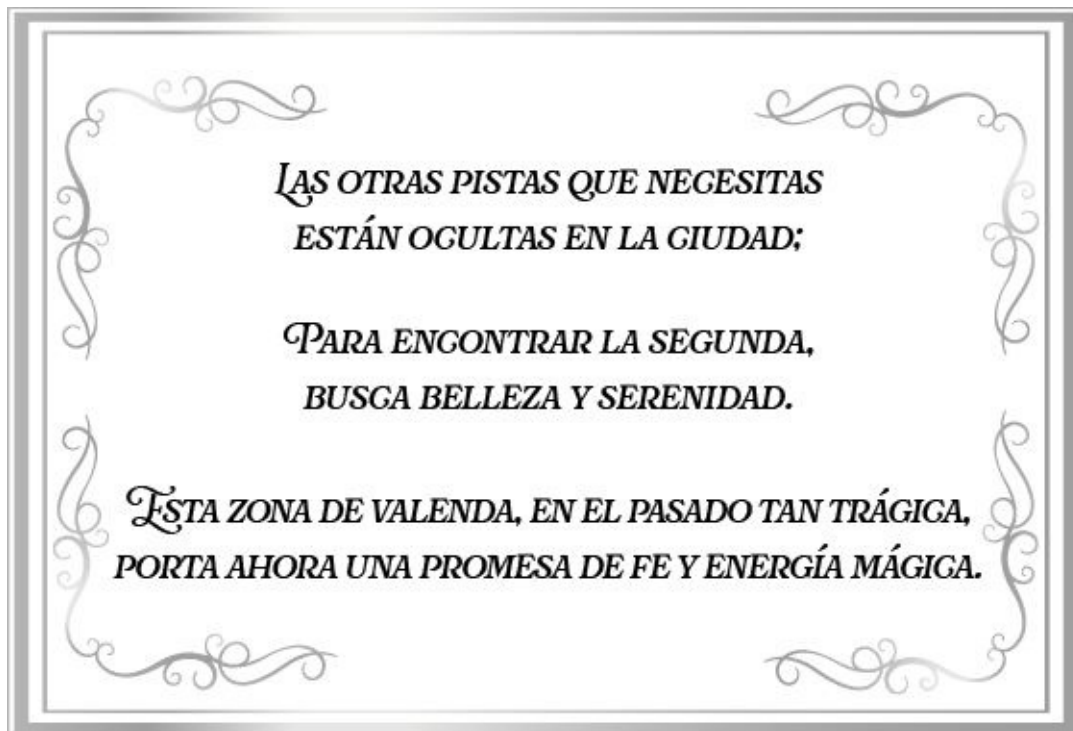 Las otras pistas que necesitas
están ocultas en la ciudad;
Para encontrar la segunda,
busca belleza y serenidad.
Esta zona de valenda, en el pasado tan trágica,
porta ahora una promesa de fe y energía mágica.